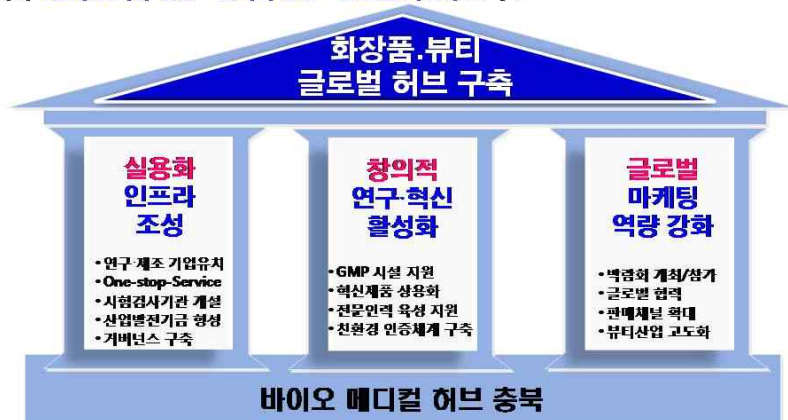 화장품.뷰티
글로벌 허브 구축
실용화
인프라
조성
•연구·제조 기업유치
•One-stop-Service
•시험검사기관 개설
•산업발전기금 형성
•거버넌스 구축
창의적
연구·혁신
활성화
•GMP 시설 지원
•혁신제품 상용화
•전문인력 육성 지원
•친환경 인증체계 구축
글로벌
마케팅
역량 강화
•박람회 개최/참가
•글로벌 협력
•판매채널 확대
•뷰티산업 고도화
바이오 메디컬 허브 충북